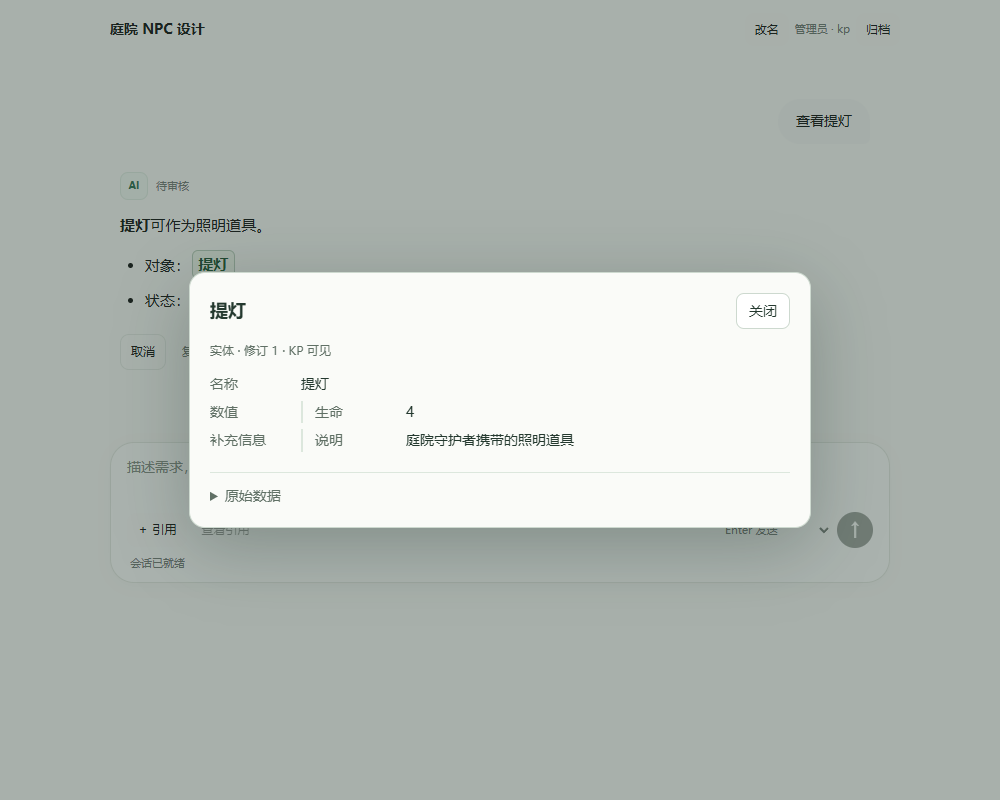 庭院 NPC 设计
改名 管理员 · kp 归档
查看提灯
AI 待审核
提灯可作为照明道具。
对象： 提灯
状态：
提灯 关闭
实体 · 修订 1 · KP 可见
名称 提灯
数值 生命 4
补充信息 说明 庭院守护者携带的照明道具
原始数据
取消
描述需求，
+ 引用 查看引用 Enter 发送
会话已就绪